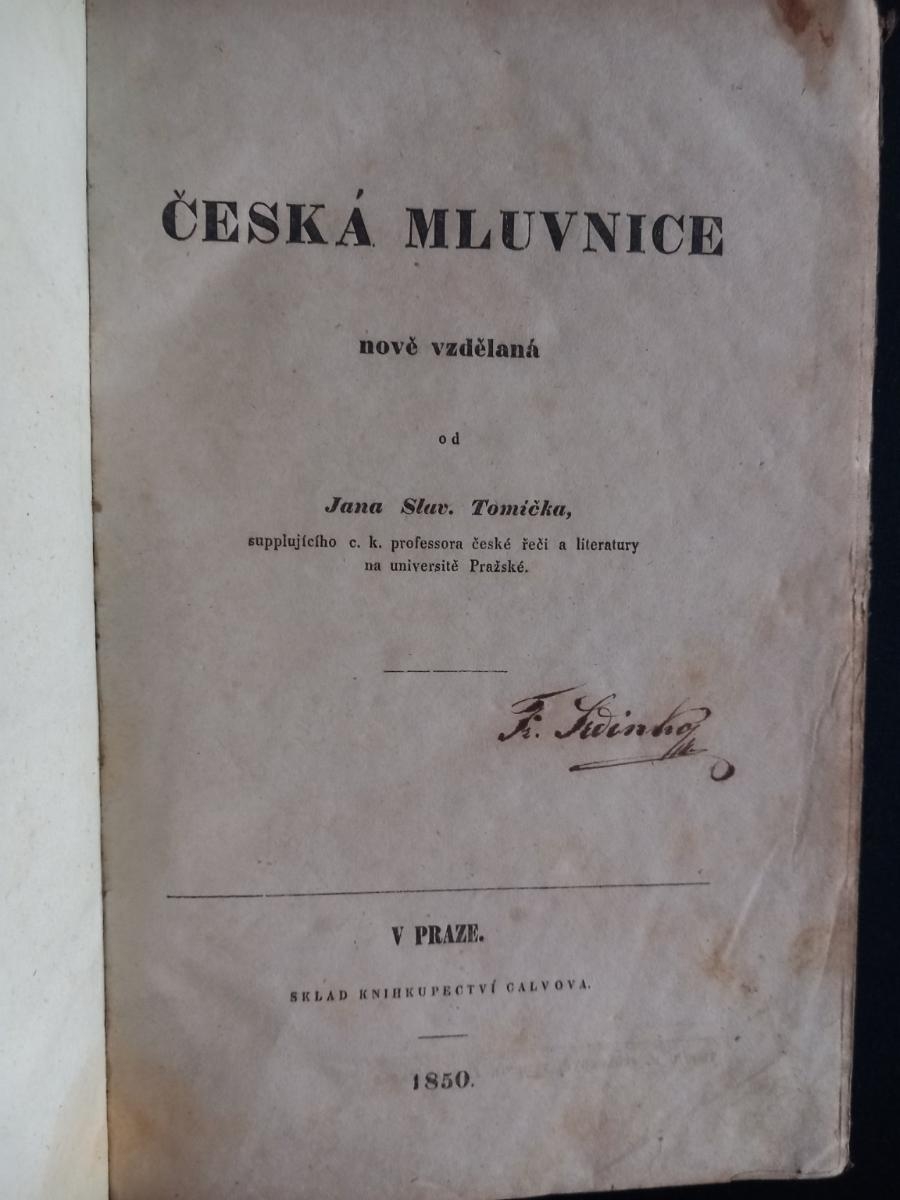 ČESKÁ MLUVNICE
nově vzdělaná
od
Jana Slav. Tomíčka,
supplujícího c. k. professora české řeči a literatury
na universitě Pražské.
Fr.
V PRAZE.
SKLAD KNIHKUPECTVÍ CALVOVA.
1850.